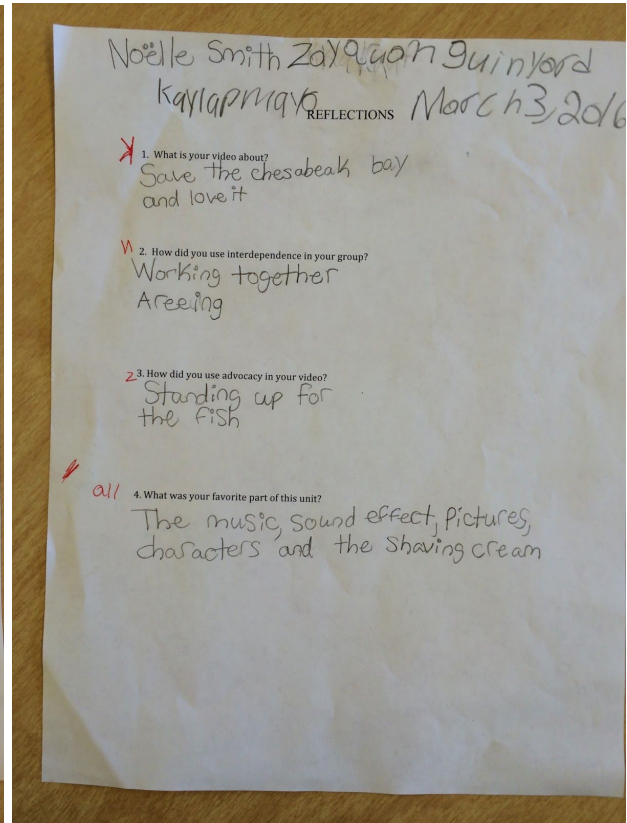 Noëlle Smith Zayquan guinyord
Kaylapmayo
REFLECTIONS March 3, 2016
K 1. What is your video about?
Save the chesabeak bay
and love it
N 2. How did you use interdependence in your group?
Working together
Areeing
Z 3. How did you use advocacy in your video?
Standing up for
the fish
all 4. What was your favorite part of this unit?
The music, sound effect, pictures,
characters and the shaving cream